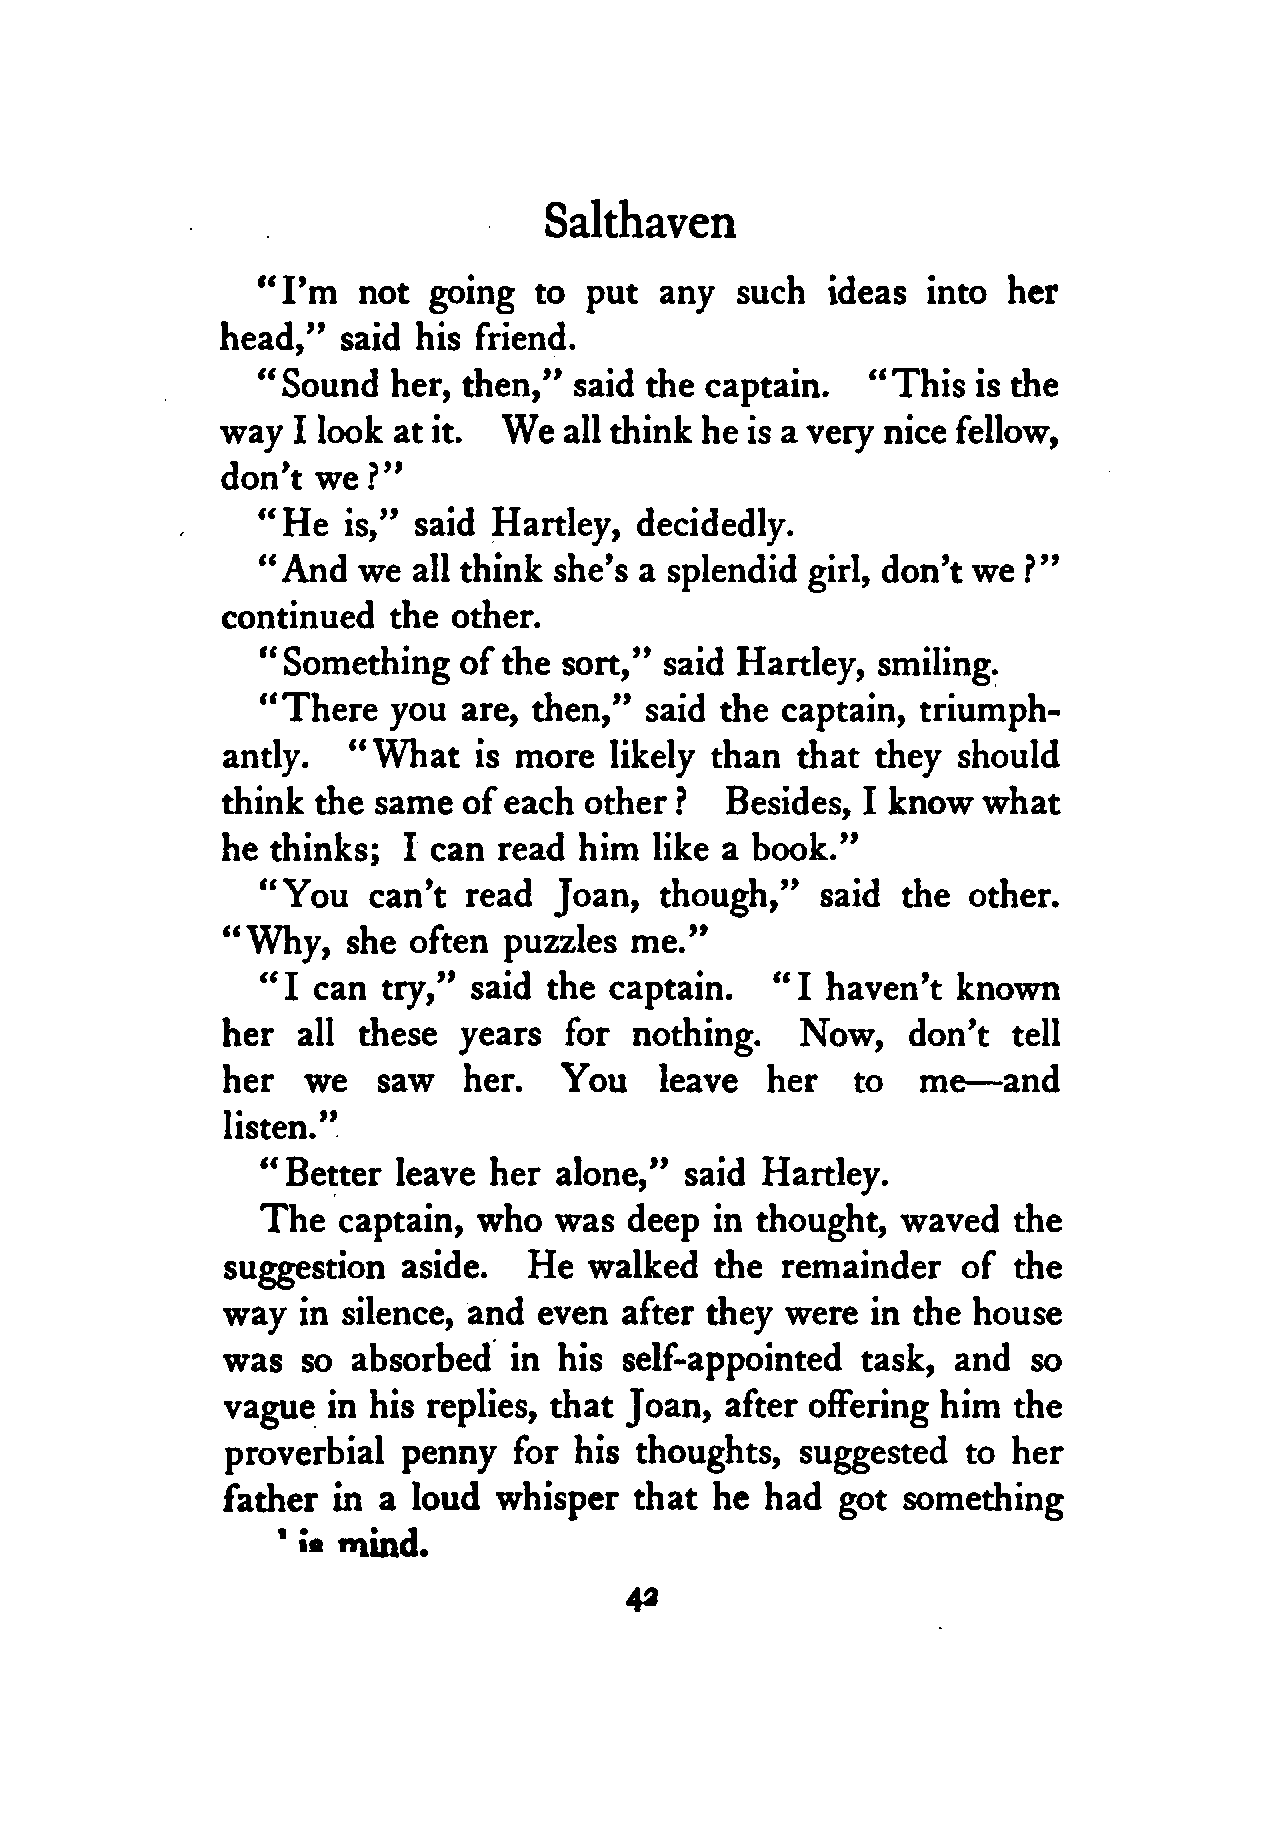 Salthaven
"I'm not going to put any such ideas into her
head," said his friend.
"Sound her, then," said the captain. "This is the
way I look at it. We all think he is a very nice fellow,
don't we?"
"He is," said Hartley, decidedly.
"And we all think she's a splendid girl, don't we?"
continued the other.
"Something of the sort," said Hartley, smiling.
"There you are, then," said the captain, triumph-
antly. "What is more likely than that they should
think the same of each other? Besides, I know what
he thinks; I can read him like a book."
"You can't read Joan, though," said the other.
"Why, she often puzzles me."
"I can try," said the captain. "I haven't known
her all these years for nothing. Now, don't tell
her we saw her. You leave her to me—and
listen."
"Better leave her alone," said Hartley.
The captain, who was deep in thought, waved the
suggestion aside. He walked the remainder of the
way in silence, and even after they were in the house
was so absorbed in his self-appointed task, and so
vague in his replies, that Joan, after offering him the
proverbial penny for his thoughts, suggested to her
father in a loud whisper that he had got something
mind.
42